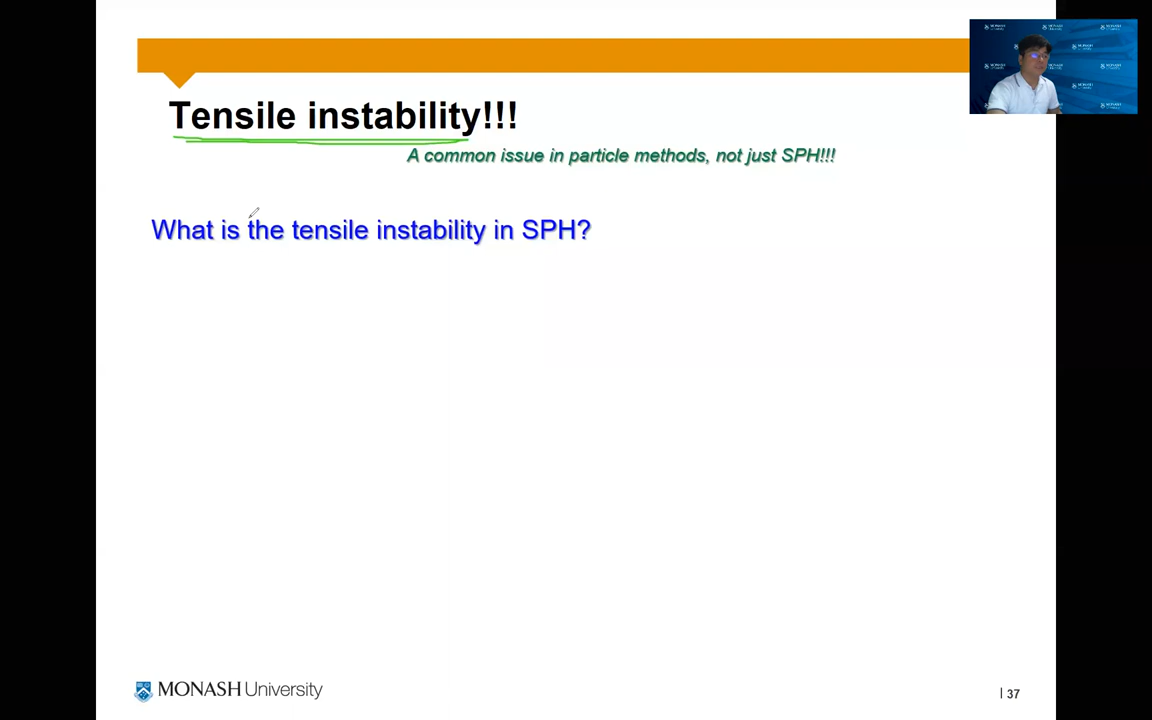 Tensile instability!!!
A common issue in particle methods, not just SPH!!!
What is the tensile instability in SPH?
MONASH University
37